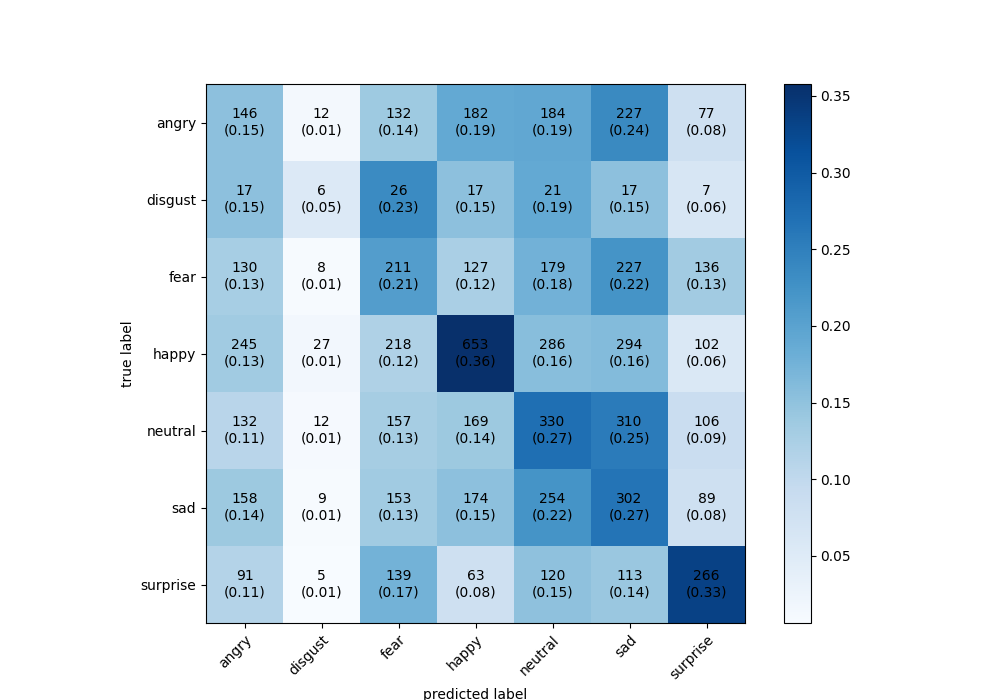 angry 146 12 132 182 184 227 77
(0.15) (0.01) (0.14) (0.19) (0.19) (0.24) (0.08)
disgust 17 6 26 17 21 17 7
(0.15) (0.05) (0.23) (0.15) (0.19) (0.15) (0.06)
fear 130 8 211 127 179 227 136
(0.13) (0.01) (0.21) (0.12) (0.18) (0.22) (0.13)
happy 245 27 218 653 286 294 102
(0.13) (0.01) (0.12) (0.36) (0.16) (0.16) (0.06)
neutral 132 12 157 169 330 310 106
(0.11) (0.01) (0.13) (0.14) (0.27) (0.25) (0.09)
sad 158 9 153 174 254 302 89
(0.14) (0.01) (0.13) (0.15) (0.22) (0.27) (0.08)
surprise 91 5 139 63 120 113 266
(0.11) (0.01) (0.17) (0.08) (0.15) (0.14) (0.33)
true label
angry disgust fear happy neutral sad surprise
predicted label
0.35
0.30
0.25
0.20
0.15
0.10
0.05